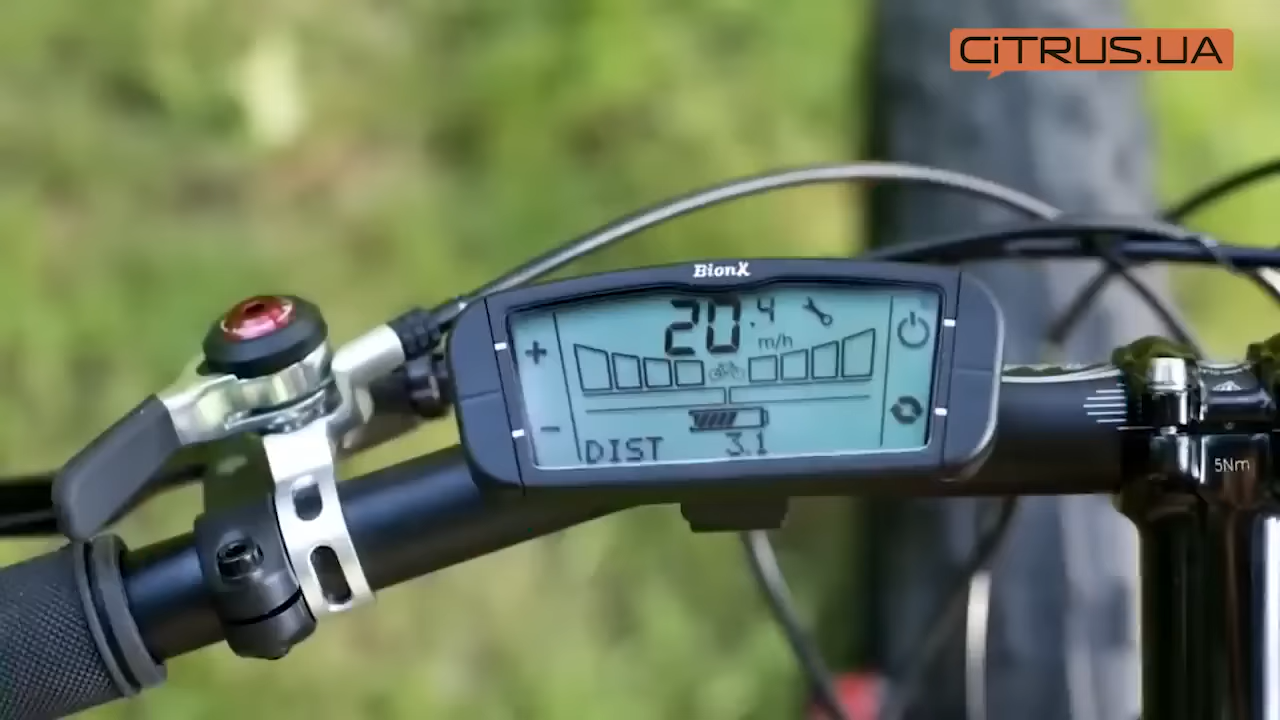 CiTRUS.UA
BionX
20.4
m/h
+
-
DIST 3.1
5Nm